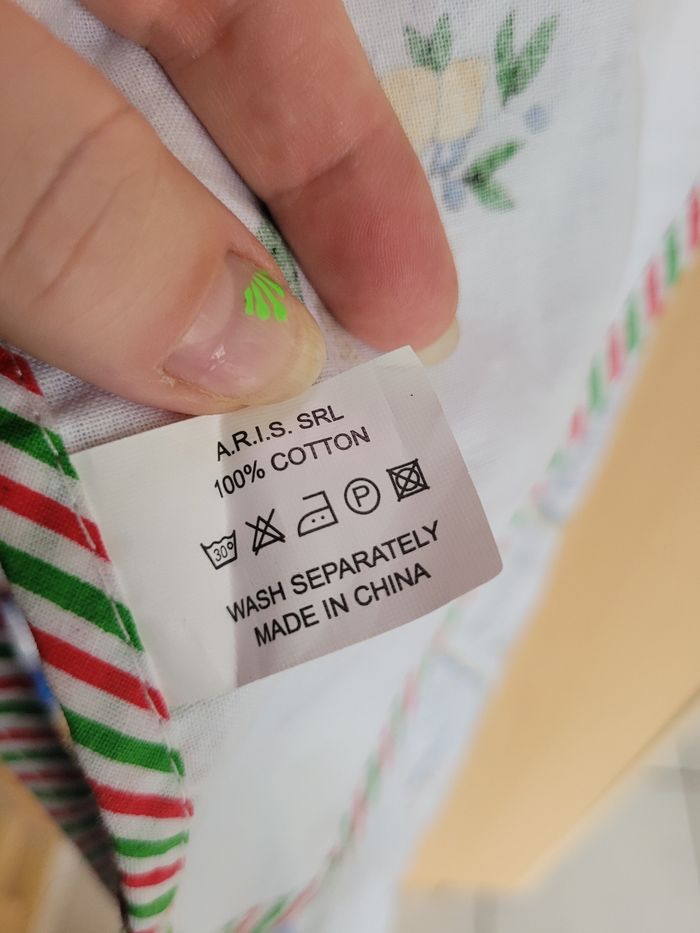 A.R.I.S. SRL
100% COTTON
30° P
WASH SEPARATELY
MADE IN CHINA